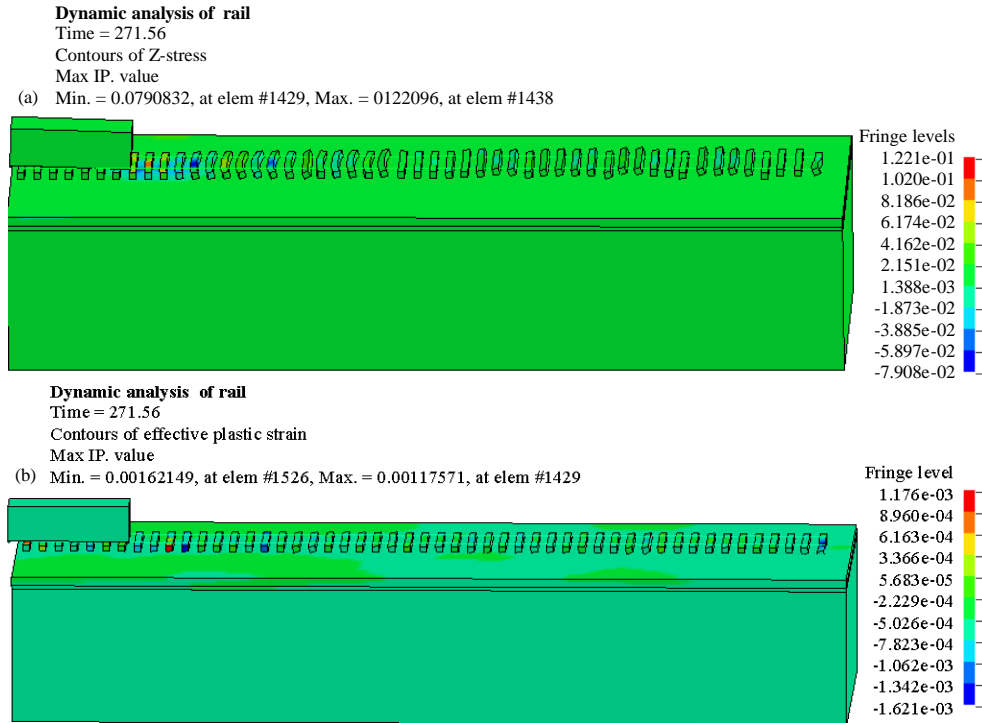 Dynamic analysis of rail
Time = 271.56
Contours of Z-stress
Max IP. value
(a) Min. = 0.0790832, at elem #1429, Max. = 0122096, at elem #1438
Fringe levels
1.221e-01
1.020e-01
8.186e-02
6.174e-02
4.162e-02
2.151e-02
1.388e-03
-1.873e-02
-3.885e-02
-5.897e-02
-7.908e-02
Dynamic analysis of rail
Time = 271.56
Contours of effective plastic strain
Max IP. value
(b) Min. = 0.00162149, at elem #1526, Max. = 0.00117571, at elem #1429
Fringe level
1.176e-03
8.960e-04
6.163e-04
3.366e-04
5.683e-05
-2.229e-04
-5.026e-04
-7.823e-04
-1.062e-03
-1.342e-03
-1.621e-03